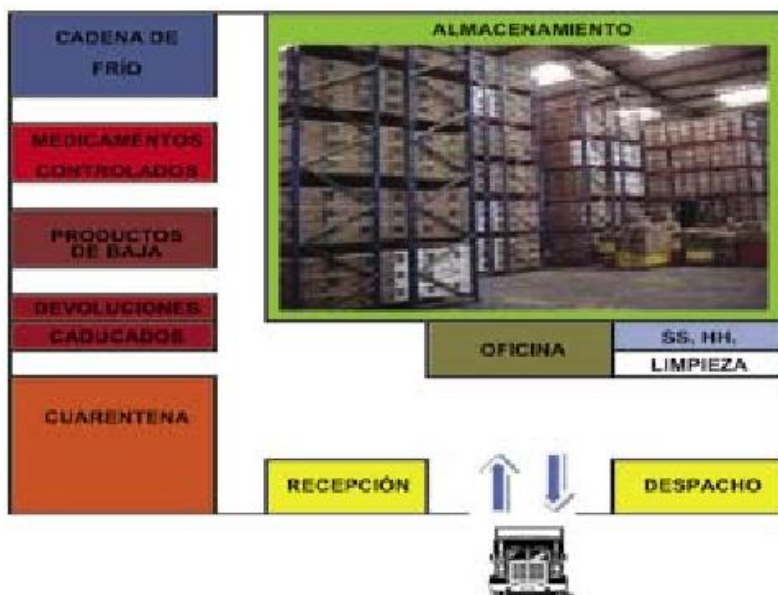 CADENA DE
FRÍO
ALMACENAMIENTO
MEDICAMENTOS
CONTROLADOS
PRODUCTOS
DE BAJA
DEVOLUCIONES
CADUCADOS
OFICINA
SS. HH.
LIMPIEZA
CUARENTENA
RECEPCIÓN
DESPACHO